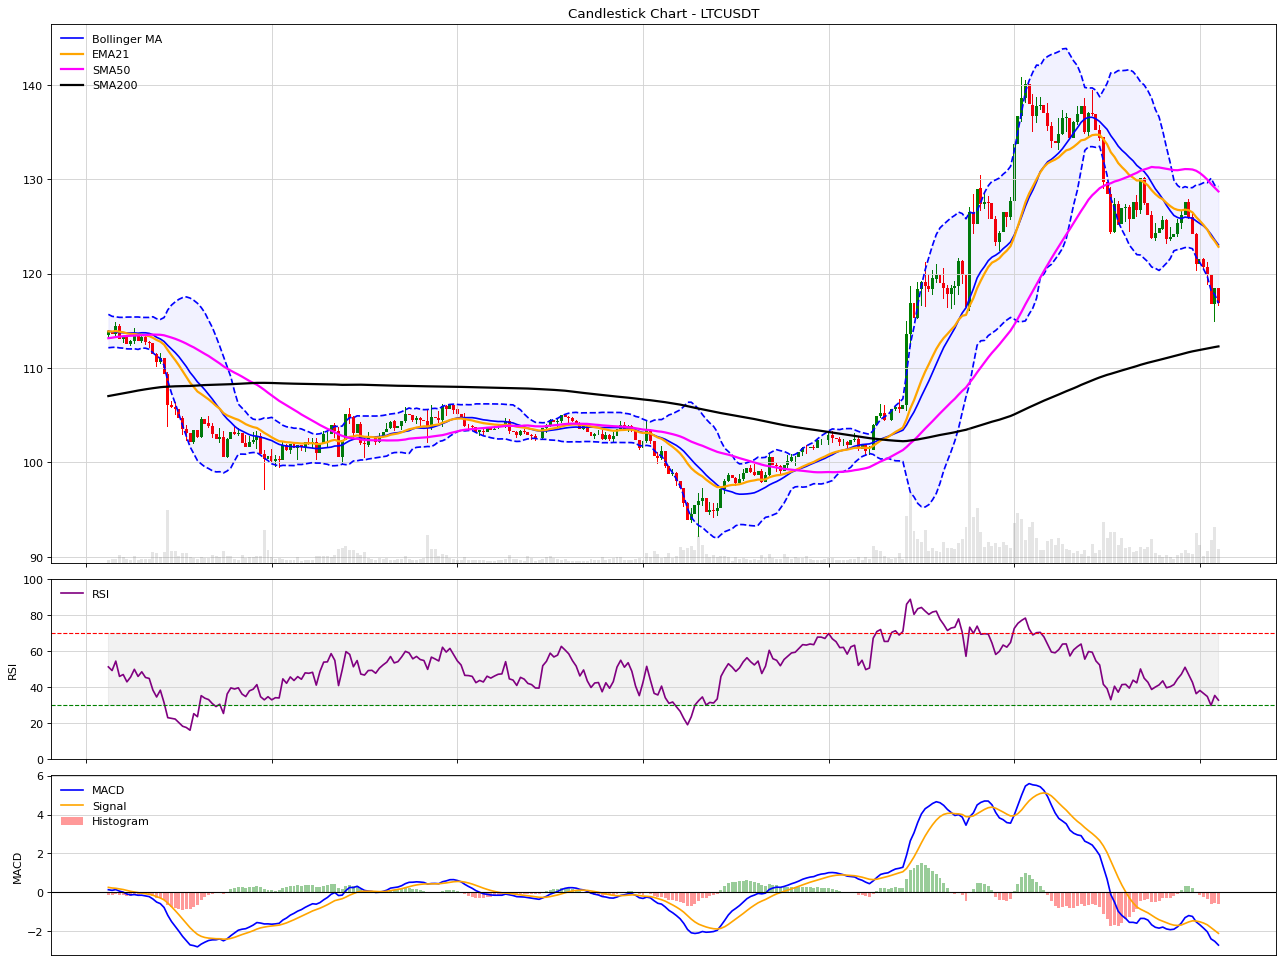 Candlestick Chart - LTCUSDT
Bollinger MA
EMA21
SMA50
SMA200
140
130
120
110
100
90
RSI
100
80
60
40
20
0
RSI
MACD
Signal
Histogram
6
4
2
0
−2
MACD